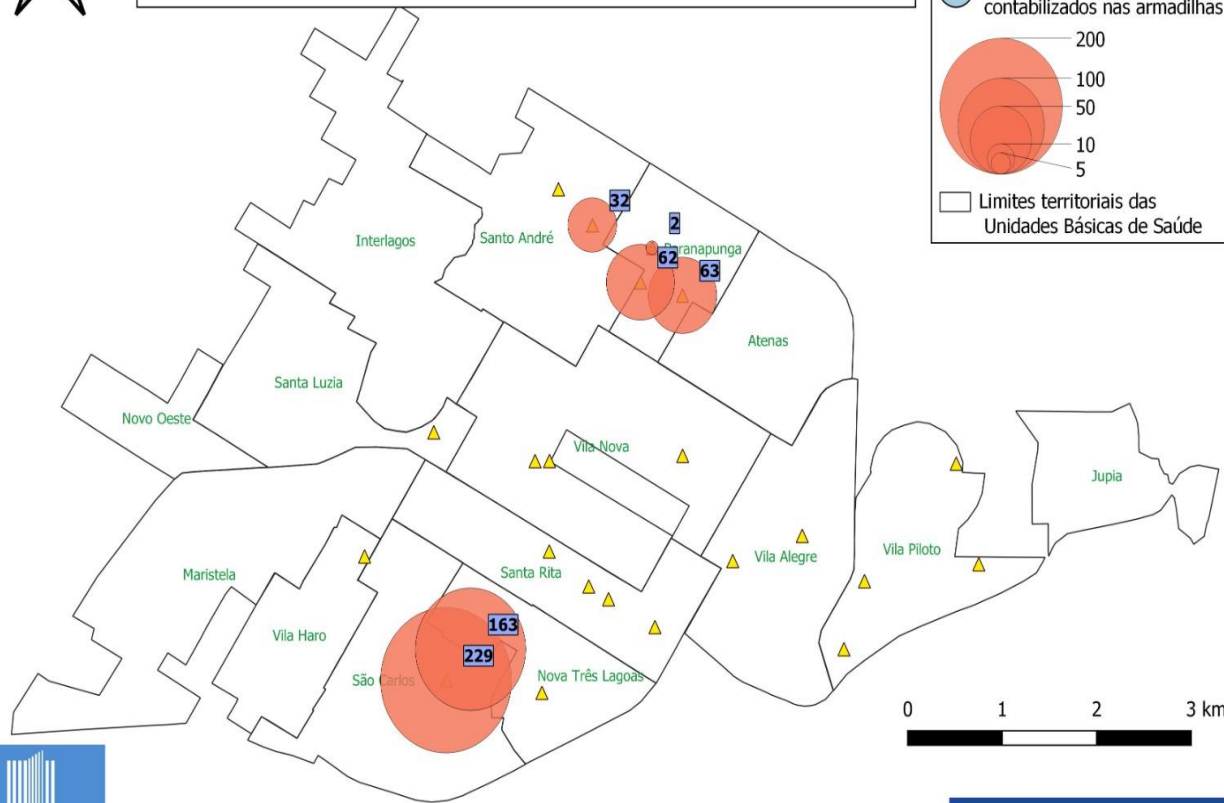 contabilizados nas armadilhas
200
100
50
10
5
Limites territoriais das
Unidades Básicas de Saúde
32
2
Interlagos
Santo André
Paranapunga
62
63
Atenas
Santa Luzia
Novo Oeste
Vila Nova
Jupia
Vila Alegre
Vila Piloto
Maristela
Santa Rita
Vila Haro
163
229
São Carlos
Nova Três Lagoas
0 1 2 3 km